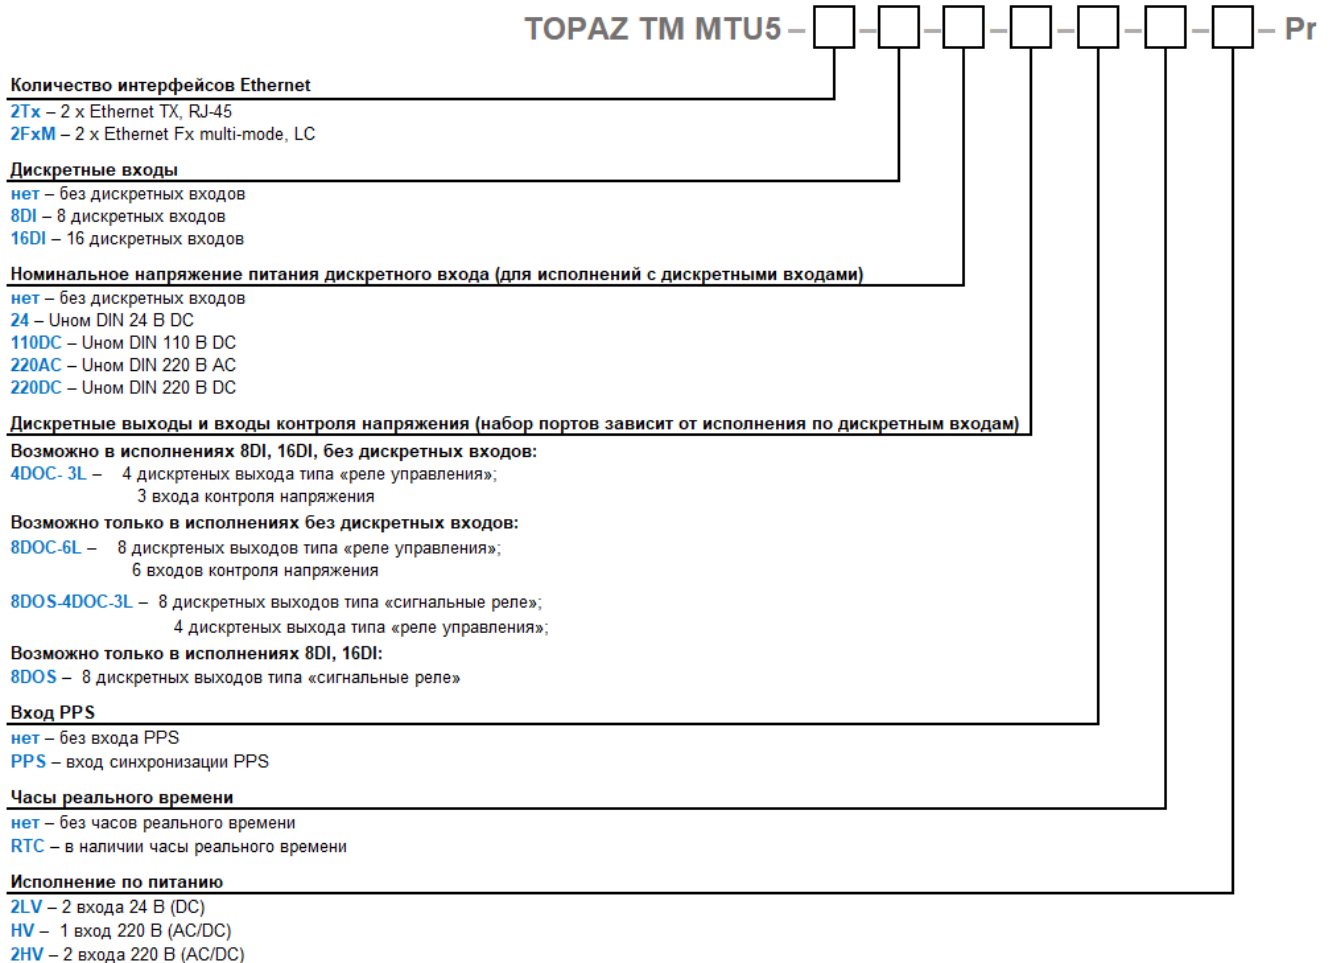 TOPAZ TM MTU5 – – – – – – – – Pr
Количество интерфейсов Ethernet
2Tx – 2 x Ethernet TX, RJ-45
2FxM – 2 x Ethernet Fx multi-mode, LC
Дискретные входы
нет – без дискретных входов
8DI – 8 дискретных входов
16DI – 16 дискретных входов
Номинальное напряжение питания дискретного входа (для исполнений с дискретными входами)
нет – без дискретных входов
24 – Uном DIN 24 В DC
110DC – Uном DIN 110 В DC
220AC – Uном DIN 220 В AC
220DC – Uном DIN 220 В DC
Дискретные выходы и входы контроля напряжения (набор портов зависит от исполнения по дискретным входам)
Возможно в исполнениях 8DI, 16DI, без дискретных входов:
4DOC- 3L – 4 дискртеных выхода типа «реле управления»;
3 входа контроля напряжения
Возможно только в исполнениях без дискретных входов:
8DOC-6L – 8 дискртеных выходов типа «реле управления»;
6 входов контроля напряжения
8DOS-4DOC-3L – 8 дискретных выходов типа «сигнальные реле»;
4 дискртеных выхода типа «реле управления»;
Возможно только в исполнениях 8DI, 16DI:
8DOS – 8 дискретных выходов типа «сигнальные реле»
Вход PPS
нет – без входа PPS
PPS – вход синхронизации PPS
Часы реального времени
нет – без часов реального времени
RTC – в наличии часы реального времени
Исполнение по питанию
2LV – 2 входа 24 В (DC)
HV – 1 вход 220 В (AC/DC)
2HV – 2 входа 220 В (AC/DC)